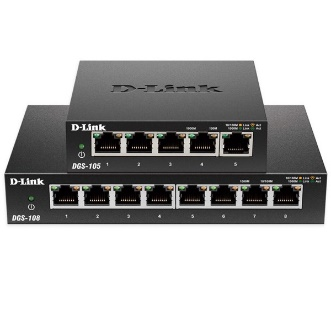 D-Link
D-Link
DGS-105
1 2 3 4 5
D-Link
DGS-108
1 2 3 4 5 6 7 8